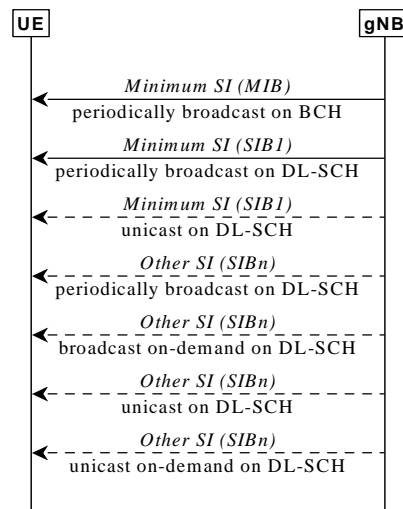 UE
gNB
Minimum SI (MIB)
periodically broadcast on BCH
Minimum SI (SIB1)
periodically broadcast on DL-SCH
Minimum SI (SIB1)
unicast on DL-SCH
Other SI (SIBn)
periodically broadcast on DL-SCH
Other SI (SIBn)
broadcast on-demand on DL-SCH
Other SI (SIBn)
unicast on DL-SCH
Other SI (SIBn)
unicast on-demand on DL-SCH